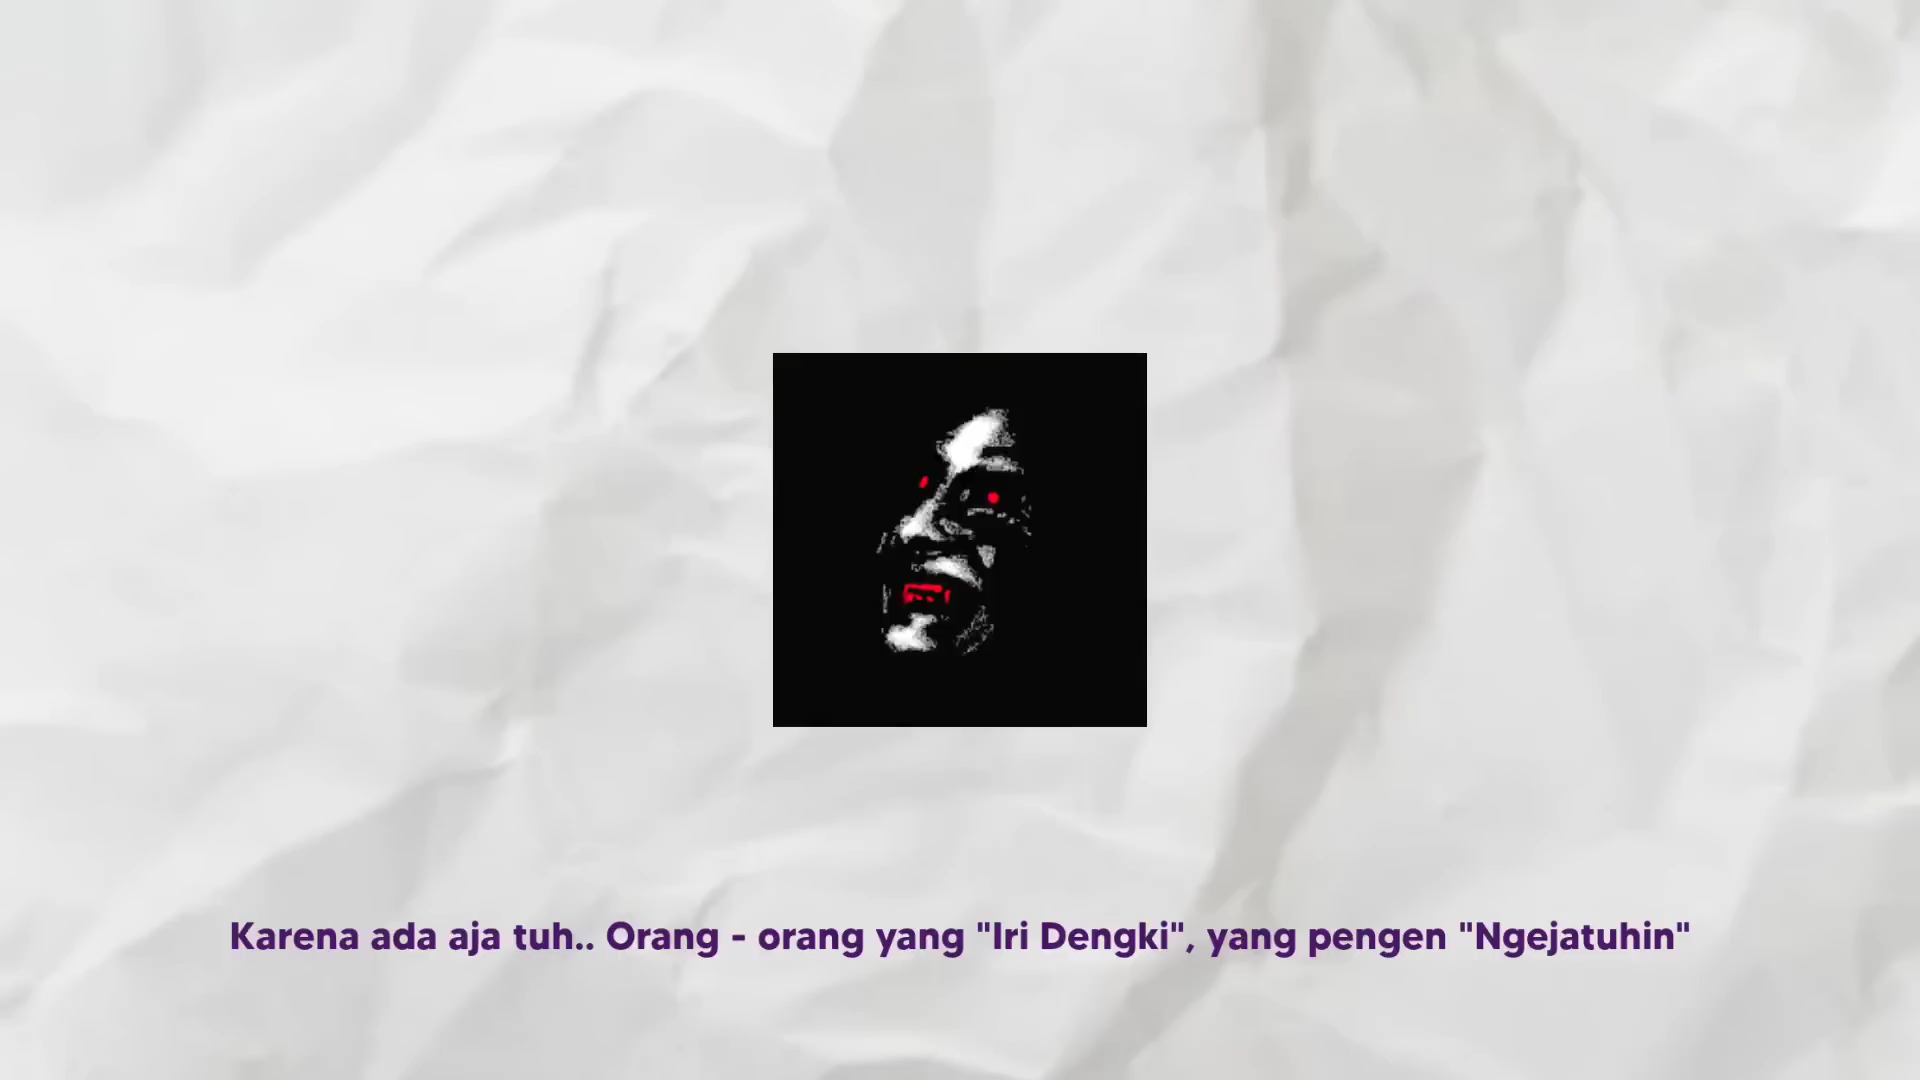 Karena ada aja tuh.. Orang - orang yang "Iri Dengki", yang pengen "Ngejatuhin"